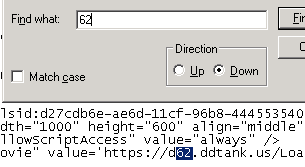 Find what: 62
Fin
C
Direction
Match case
Up Down
lsid:d27cdb6e-ae6d-11cf-96b8-444553540
dth="1000" height="600" align="middle"
llowScriptAccess" value="always" />
ovie" value='https://d62.ddtank.us/Loa